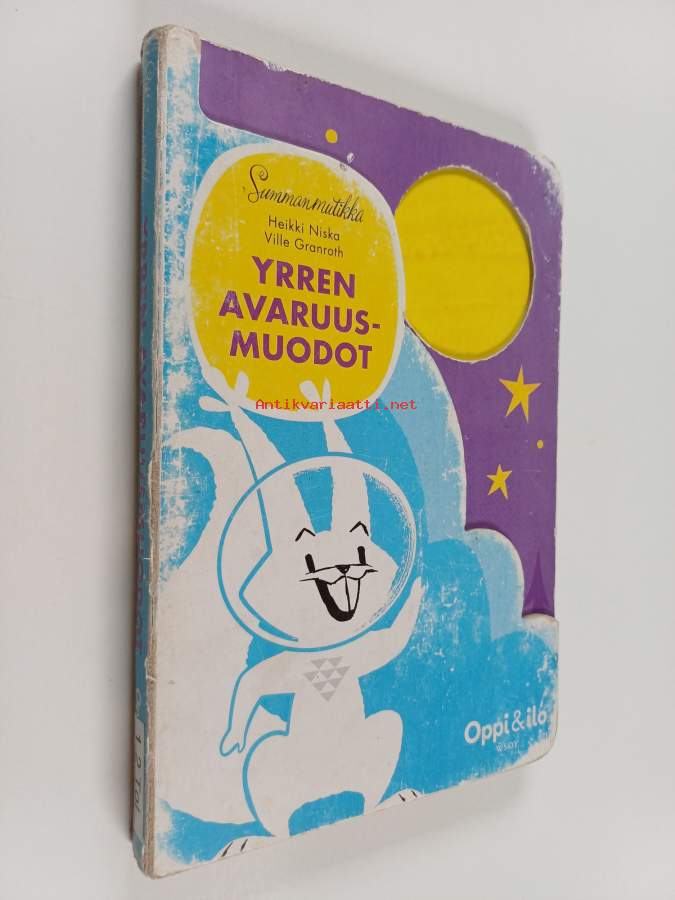 Summanmutikka
Heikki Niska
Ville Granroth
YRREN
AVARUUS-
MUODOT
Antikvariaatti.net
Oppi & ilo
WSOY